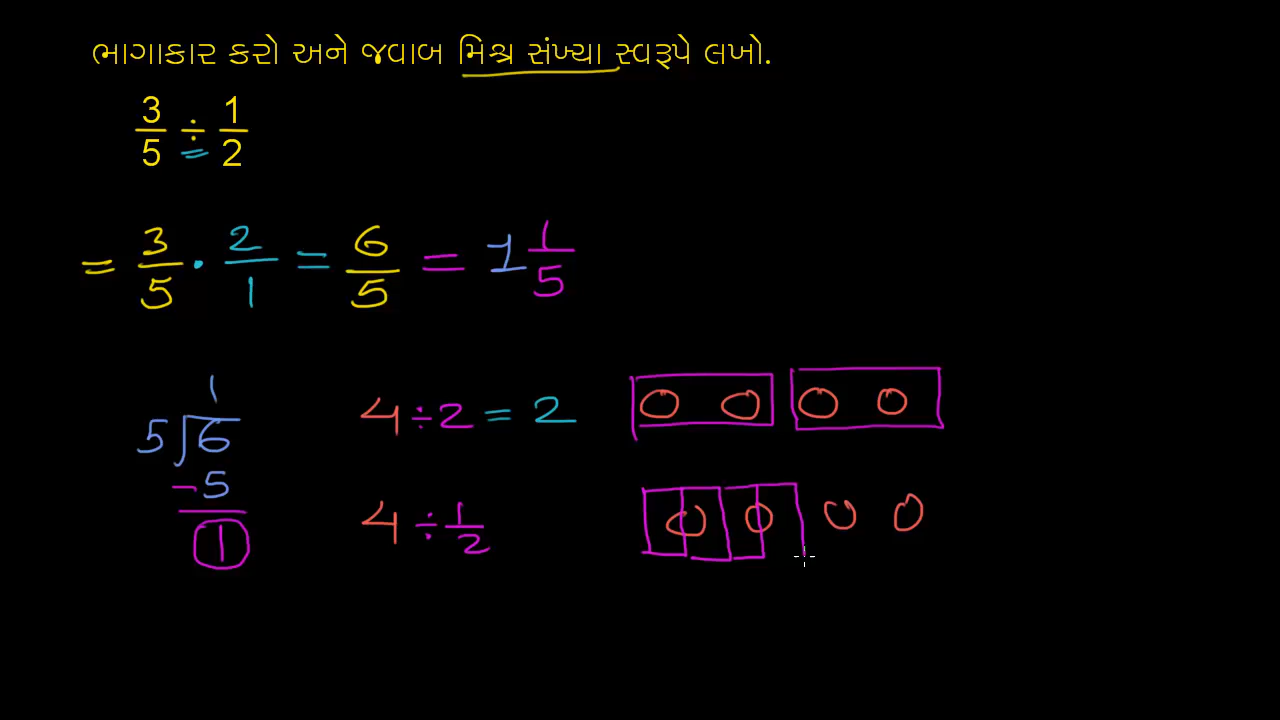 ભાગાકાર કરો અને જવાબ મિશ્ર સંખ્યા સ્વરૂપે લખો.
3/5 ÷ 1/2
= 3/5 · 2/1 = 6/5 = 1 1/5
1
5)6
- 5
1
4 ÷ 2 = 2
4 ÷ 1/2